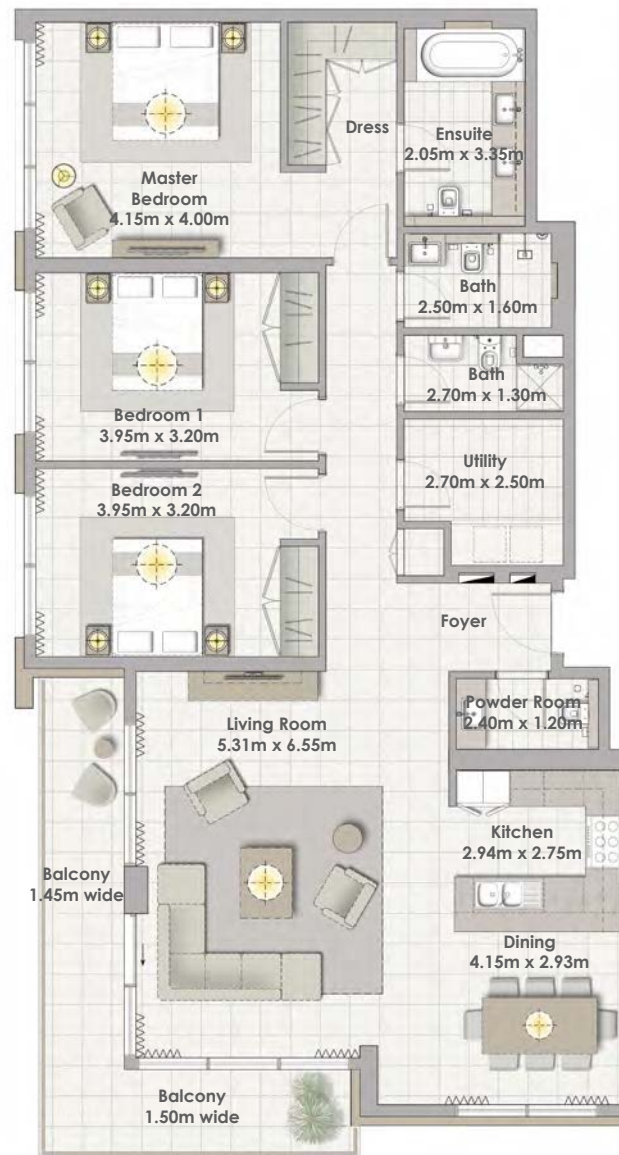 Dress
Ensuite
2.05m x 3.35m
Master
Bedroom
4.15m x 4.00m
Bath
2.50m x 1.60m
Bath
2.70m x 1.30m
Bedroom 1
3.95m x 3.20m
Utility
2.70m x 2.50m
Bedroom 2
3.95m x 3.20m
Foyer
Powder Room
2.40m x 1.20m
Living Room
5.31m x 6.55m
Kitchen
2.94m x 2.75m
Balcony
1.45m wide
Dining
4.15m x 2.93m
Balcony
1.50m wide